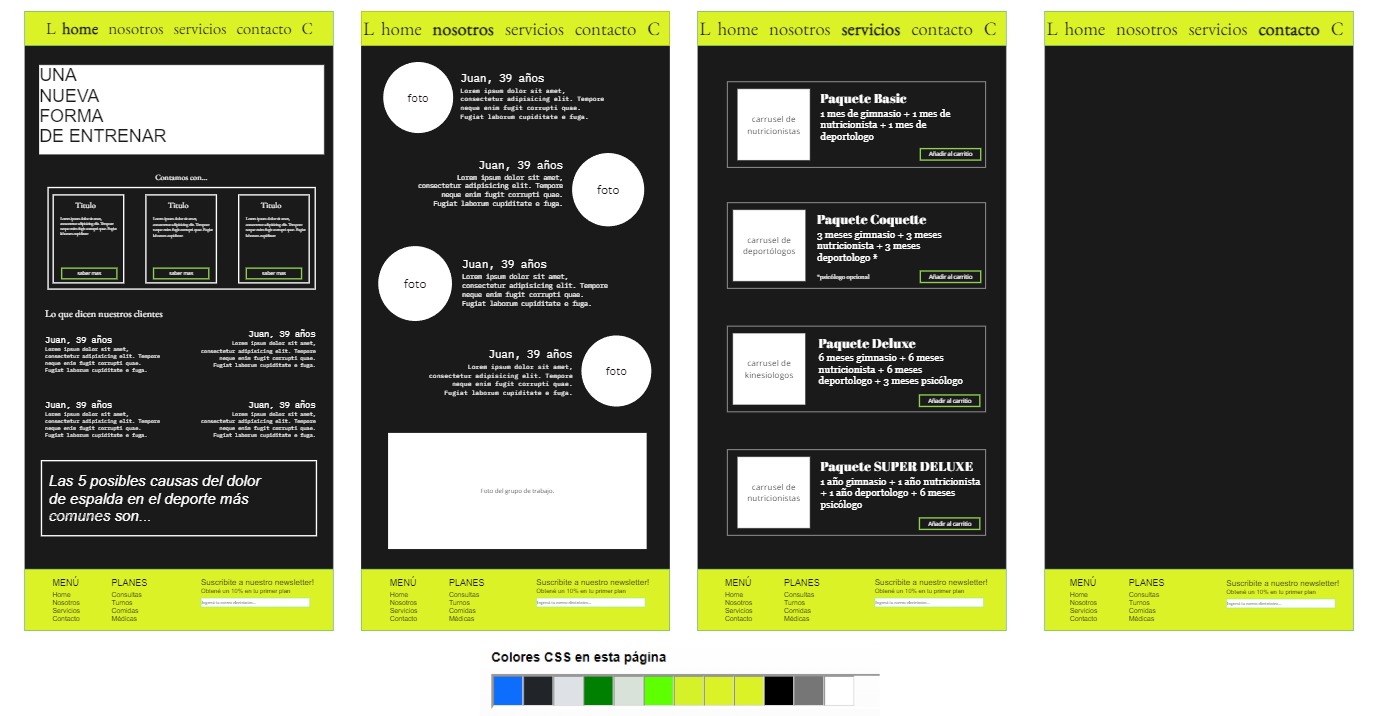 L home nosotros servicios contacto C
UNA
NUEVA
FORMA
DE ENTRENAR
Contamos con...
Titulo
Lorem ipsum dolor sit amet,
consectetur adipisicing elit. Tempore
neque enim fugit corrupti quae. Fugiat
laborum cupiditate
saber mas
Titulo
Lorem ipsum dolor sit amet,
consectetur adipisicing elit. Tempore
neque enim fugit corrupti quae. Fugiat
laborum cupiditate
saber mas
Titulo
Lorem ipsum dolor sit amet,
consectetur adipisicing elit. Tempore
neque enim fugit corrupti quae. Fugiat
laborum cupiditate
saber mas
Lo que dicen nuestros clientes
Juan, 39 años
Lorem ipsum dolor sit amet,
consectetur adipisicing elit. Tempore
neque enim fugit corrupti quae.
Fugiat laborum cupiditate e fuga.
Juan, 39 años
Lorem ipsum dolor sit amet,
consectetur adipisicing elit. Tempore
neque enim fugit corrupti quae.
Fugiat laborum cupiditate e fuga.
Juan, 39 años
Lorem ipsum dolor sit amet,
consectetur adipisicing elit. Tempore
neque enim fugit corrupti quae.
Fugiat laborum cupiditate e fuga.
Juan, 39 años
Lorem ipsum dolor sit amet,
consectetur adipisicing elit. Tempore
neque enim fugit corrupti quae.
Fugiat laborum cupiditate e fuga.
Las 5 posibles causas del dolor
de espalda en el deporte más
comunes son...
MENÚ
Home
Nosotros
Servicios
Contacto
PLANES
Consultas
Turnos
Comidas
Médicas
Suscribite a nuestro newsletter!
Obtené un 10% en tu primer plan
L home nosotros servicios contacto C
foto
Juan, 39 años
Lorem ipsum dolor sit amet,
consectetur adipisicing elit. Tempore
neque enim fugit corrupti quae.
Fugiat laborum cupiditate e fuga.
Juan, 39 años
Lorem ipsum dolor sit amet,
consectetur adipisicing elit. Tempore
neque enim fugit corrupti quae.
Fugiat laborum cupiditate e fuga.
foto
foto
Juan, 39 años
Lorem ipsum dolor sit amet,
consectetur adipisicing elit. Tempore
neque enim fugit corrupti quae.
Fugiat laborum cupiditate e fuga.
Juan, 39 años
Lorem ipsum dolor sit amet,
consectetur adipisicing elit. Tempore
neque enim fugit corrupti quae.
Fugiat laborum cupiditate e fuga.
foto
Foto del grupo de trabajo.
MENÚ
Home
Nosotros
Servicios
Contacto
PLANES
Consultas
Turnos
Comidas
Médicas
Suscribite a nuestro newsletter!
Obtené un 10% en tu primer plan
L home nosotros servicios contacto C
carrusel de
nutricionistas
Paquete Basic
1 mes de gimnasio + 1 mes de
nutricionista + 1 mes de
deportologo
Añadir al carritio
carrusel de
deportólogos
Paquete Coquette
3 meses gimnasio + 3 meses
nutricionista + 3 meses
deportologo *
*psicólogo opcional
Añadir al carritio
carrusel de
kinesiologos
Paquete Deluxe
6 meses gimnasio + 6 meses
nutricionista + 6 meses
deportologo + 3 meses psicólogo
Añadir al carritio
carrusel de
nutricionistas
Paquete SUPER DELUXE
1 año gimnasio + 1 año nutricionista
+ 1 año deportologo + 6 meses
psicólogo
Añadir al carritio
MENÚ
Home
Nosotros
Servicios
Contacto
PLANES
Consultas
Turnos
Comidas
Médicas
Suscribite a nuestro newsletter!
Obtené un 10% en tu primer plan
L home nosotros servicios contacto C
MENÚ
Home
Nosotros
Servicios
Contacto
PLANES
Consultas
Turnos
Comidas
Médicas
Suscribite a nuestro newsletter!
Obtené un 10% en tu primer plan
Colores CSS en esta página